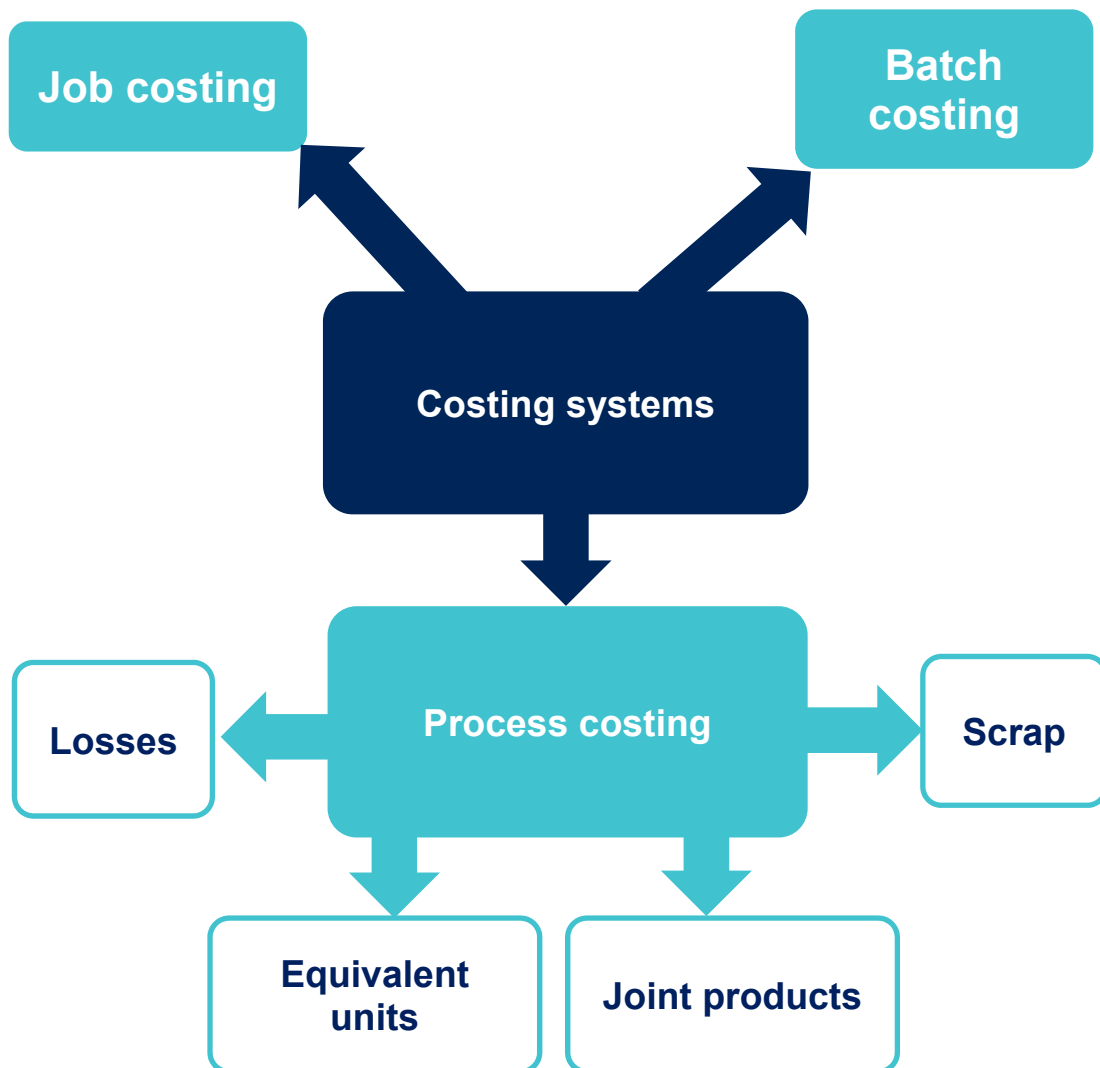 Job costing
Batch
costing
Costing systems
Process costing
Losses
Scrap
Equivalent
units
Joint products